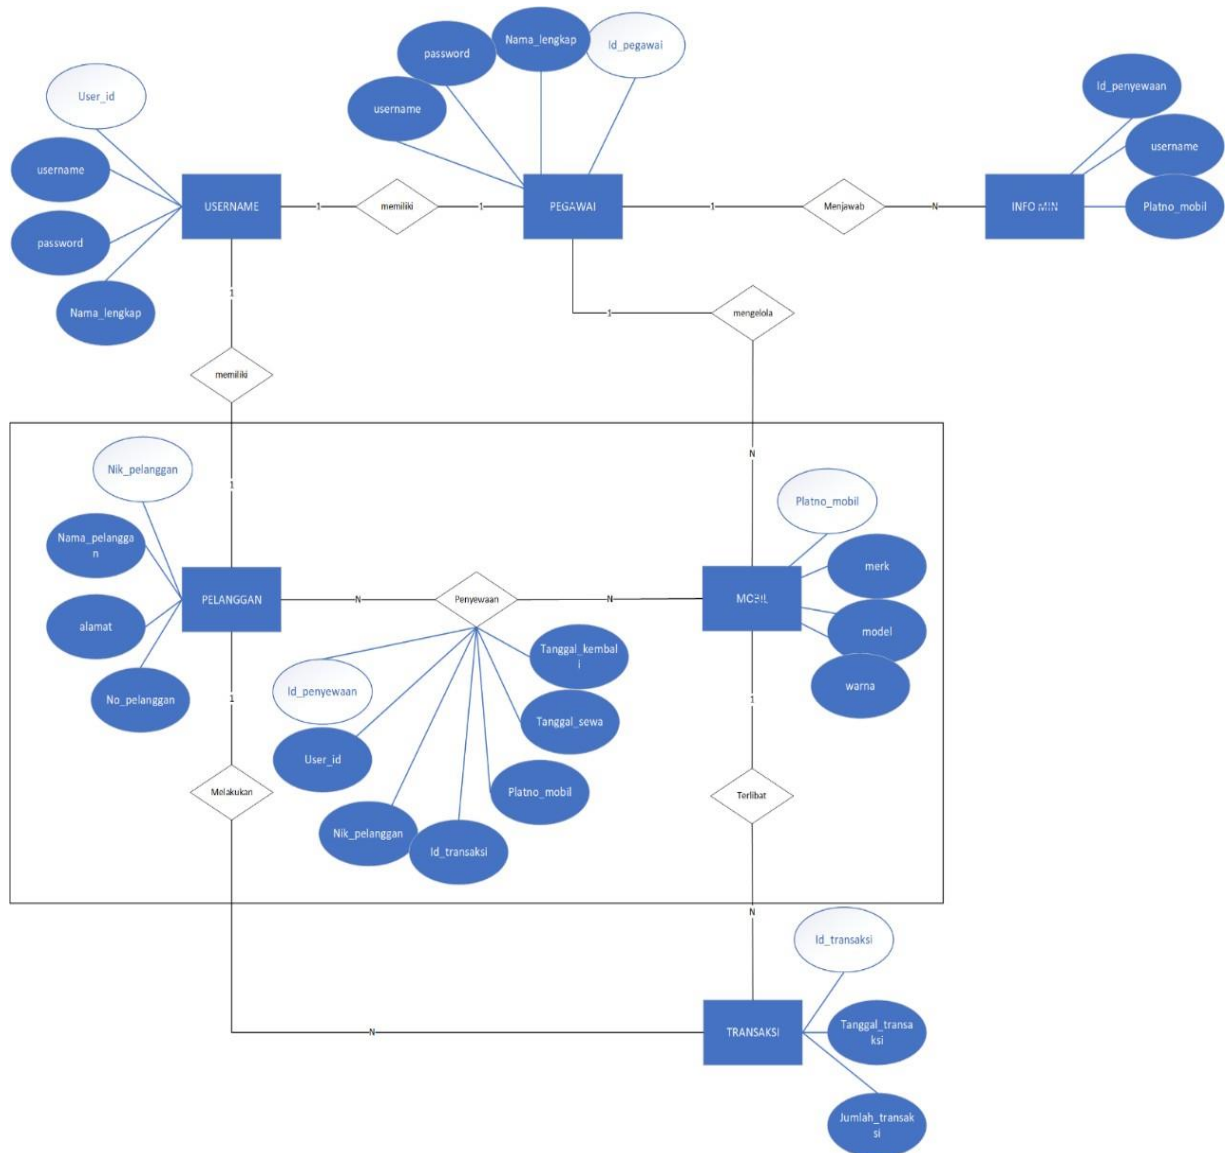 Nama_lengkap
Id_pegawai
password
User_id
Id_penyewaan
username
username
username
Platno_mobil
USERNAME
1
memiliki
1
PEGAWAI
1
Menjawab
N
password
Nama_lengkap
1
1
mengelola
memiliki
N
Nik_pelanggan
1
Platno_mobil
Nama_pelangga
n
merk
PELANGGAN
N
Penyewaan
N
alamat
model
Tanggal_kembal
i
warna
No_pelanggan
1
Id_penyewaan
1
Tanggal_sewa
User_id
Melakukan
Platno_mobil
Terlibat
Nik_pelanggan
Id_transaksi
N
Id_transaksi
N
TRANSAKSI
Tanggal_transa
ksi
Jumlah_transak
si